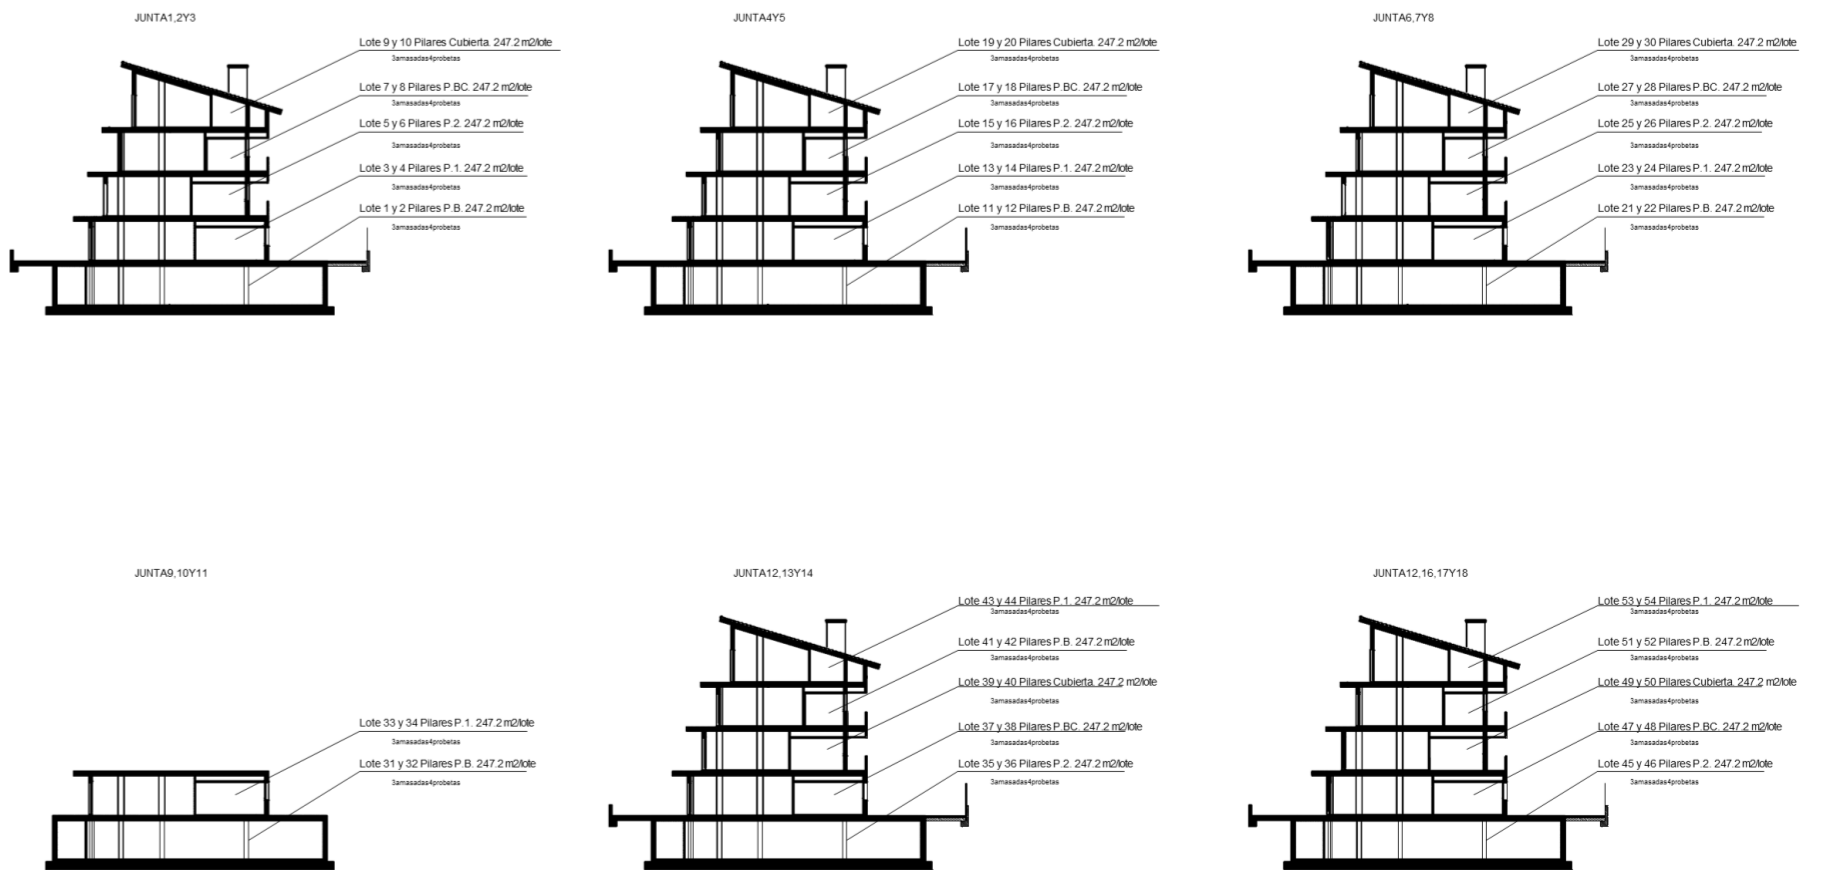 JUNTA1,2Y3
Lote 9 y 10 Pilares Cubierta. 247.2 m2/lote
3amasadas4probetas
Lote 7 y 8 Pilares P.BC. 247.2 m2/lote
3amasadas4probetas
Lote 5 y 6 Pilares P.2. 247.2 m2/lote
3amasadas4probetas
Lote 3 y 4 Pilares P.1. 247.2 m2/lote
3amasadas4probetas
Lote 1 y 2 Pilares P.B. 247.2 m2/lote
3amasadas4probetas
JUNTA4Y5
Lote 19 y 20 Pilares Cubierta. 247.2 m2/lote
3amasadas4probetas
Lote 17 y 18 Pilares P.BC. 247.2 m2/lote
3amasadas4probetas
Lote 15 y 16 Pilares P.2. 247.2 m2/lote
3amasadas4probetas
Lote 13 y 14 Pilares P.1. 247.2 m2/lote
3amasadas4probetas
Lote 11 y 12 Pilares P.B. 247.2 m2/lote
3amasadas4probetas
JUNTA6,7Y8
Lote 29 y 30 Pilares Cubierta. 247.2 m2/lote
3amasadas4probetas
Lote 27 y 28 Pilares P.BC. 247.2 m2/lote
3amasadas4probetas
Lote 25 y 26 Pilares P.2. 247.2 m2/lote
3amasadas4probetas
Lote 23 y 24 Pilares P.1. 247.2 m2/lote
3amasadas4probetas
Lote 21 y 22 Pilares P.B. 247.2 m2/lote
3amasadas4probetas
JUNTA9,10Y11
Lote 33 y 34 Pilares P.1. 247.2 m2/lote
3amasadas4probetas
Lote 31 y 32 Pilares P.B. 247.2 m2/lote
3amasadas4probetas
JUNTA12,13Y14
Lote 43 y 44 Pilares P.1. 247.2 m2/lote
3amasadas4probetas
Lote 41 y 42 Pilares P.B. 247.2 m2/lote
3amasadas4probetas
Lote 39 y 40 Pilares Cubierta. 247.2 m2/lote
3amasadas4probetas
Lote 37 y 38 Pilares P.BC. 247.2 m2/lote
3amasadas4probetas
Lote 35 y 36 Pilares P.2. 247.2 m2/lote
3amasadas4probetas
JUNTA12,16,17Y18
Lote 53 y 54 Pilares P.1. 247.2 m2/lote
3amasadas4probetas
Lote 51 y 52 Pilares P.B. 247.2 m2/lote
3amasadas4probetas
Lote 49 y 50 Pilares Cubierta. 247.2 m2/lote
3amasadas4probetas
Lote 47 y 48 Pilares P.BC. 247.2 m2/lote
3amasadas4probetas
Lote 45 y 46 Pilares P.2. 247.2 m2/lote
3amasadas4probetas